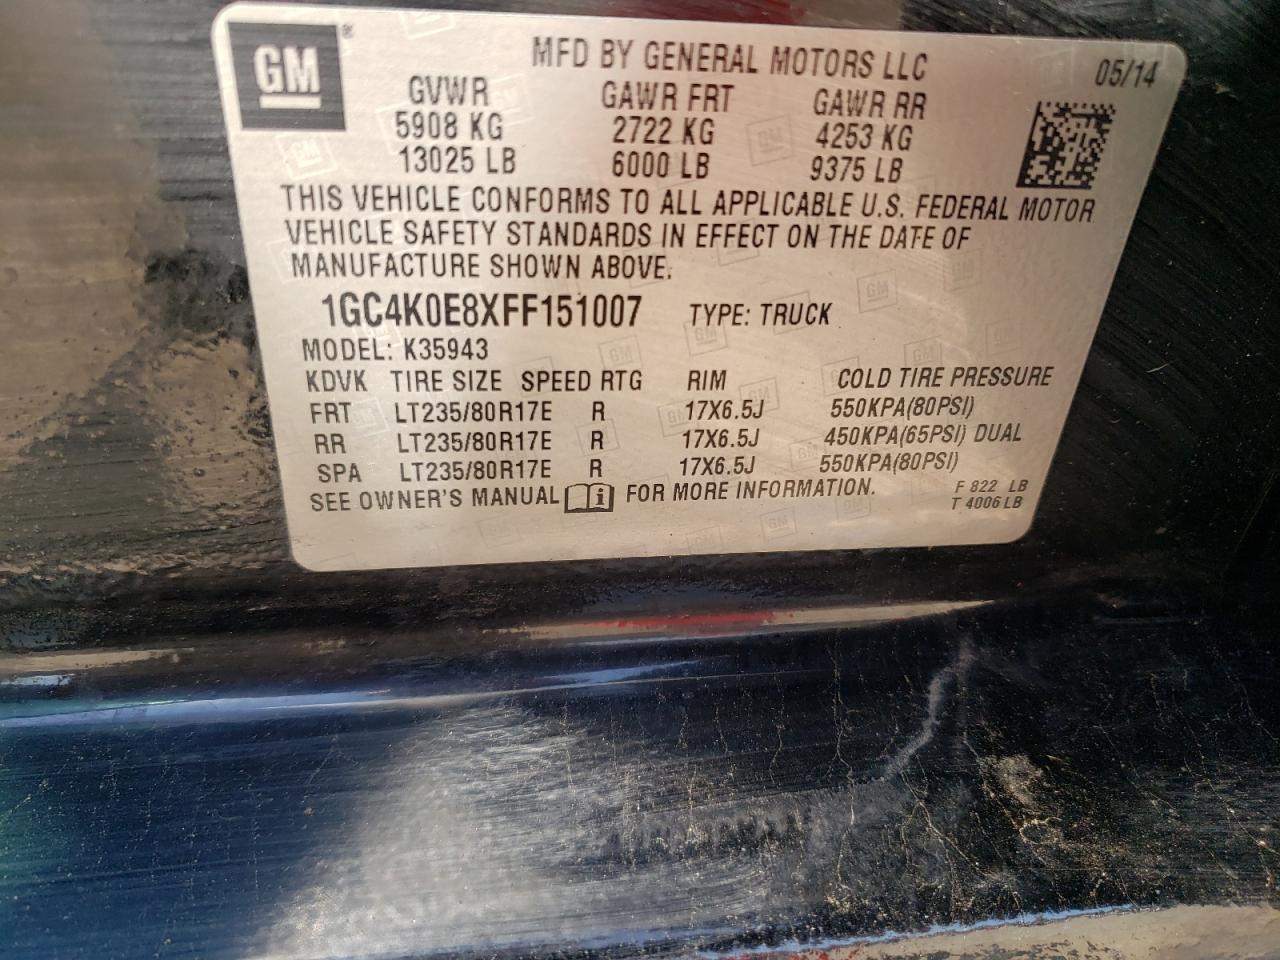 GM ®
MFD BY GENERAL MOTORS LLC 05/14
GVWR GAWR FRT GAWR RR
5908 KG 2722 KG 4253 KG
13025 LB 6000 LB 9375 LB
THIS VEHICLE CONFORMS TO ALL APPLICABLE U.S. FEDERAL MOTOR
VEHICLE SAFETY STANDARDS IN EFFECT ON THE DATE OF
MANUFACTURE SHOWN ABOVE.
1GC4K0E8XFF151007 TYPE: TRUCK
MODEL: K35943
KDVK TIRE SIZE SPEED RTG RIM COLD TIRE PRESSURE
FRT LT235/80R17E R 17X6.5J 550KPA(80PSI)
RR LT235/80R17E R 17X6.5J 450KPA(65PSI) DUAL
SPA LT235/80R17E R 17X6.5J 550KPA(80PSI)
SEE OWNER'S MANUAL i FOR MORE INFORMATION. F 822 LB
T 4006 LB